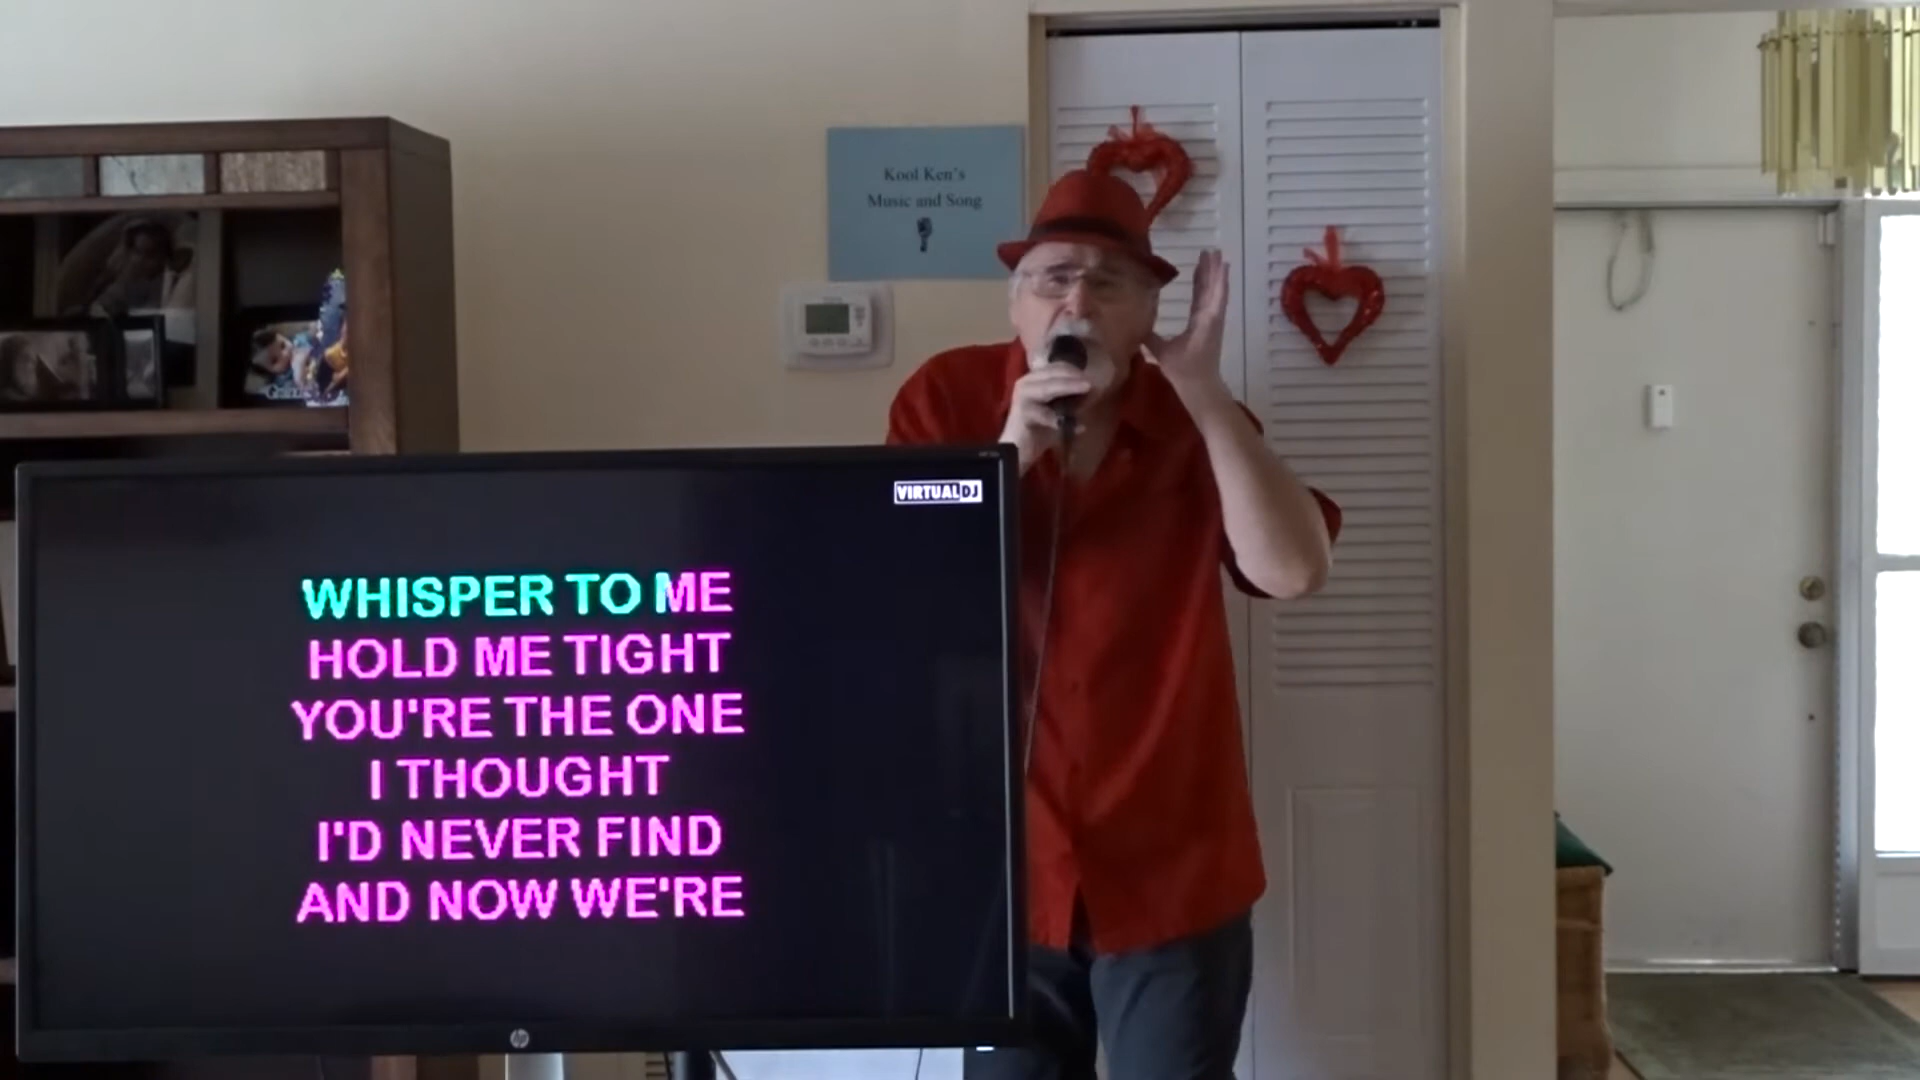 Kool Ken's
Music and Song
VIRTUALDJ
WHISPER TO ME
HOLD ME TIGHT
YOU'RE THE ONE
I THOUGHT
I'D NEVER FIND
AND NOW WE'RE
hp